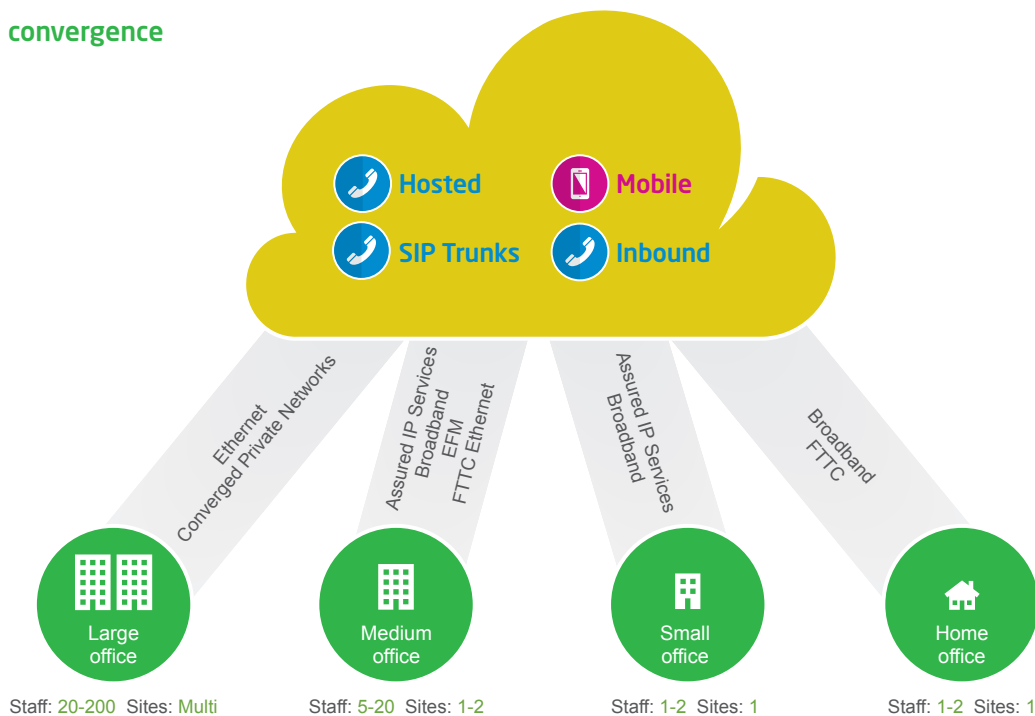 convergence
Hosted
Mobile
SIP Trunks
Inbound
Ethernet
Converged Private Networks
Assured IP Services
Broadband
EFM
FTTC Ethernet
Assured IP Services
Broadband
Broadband
FTTC
Large
office
Medium
office
Small
office
Home
office
Staff: 20-200 Sites: Multi
Staff: 5-20 Sites: 1-2
Staff: 1-2 Sites: 1
Staff: 1-2 Sites: 1